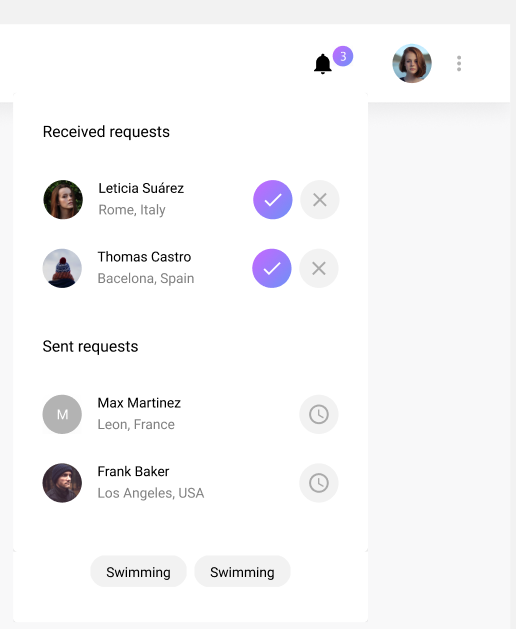 3
Received requests
Leticia Suárez
Rome, Italy
Thomas Castro
Bacelona, Spain
Sent requests
M
Max Martinez
Leon, France
Frank Baker
Los Angeles, USA
Swimming
Swimming